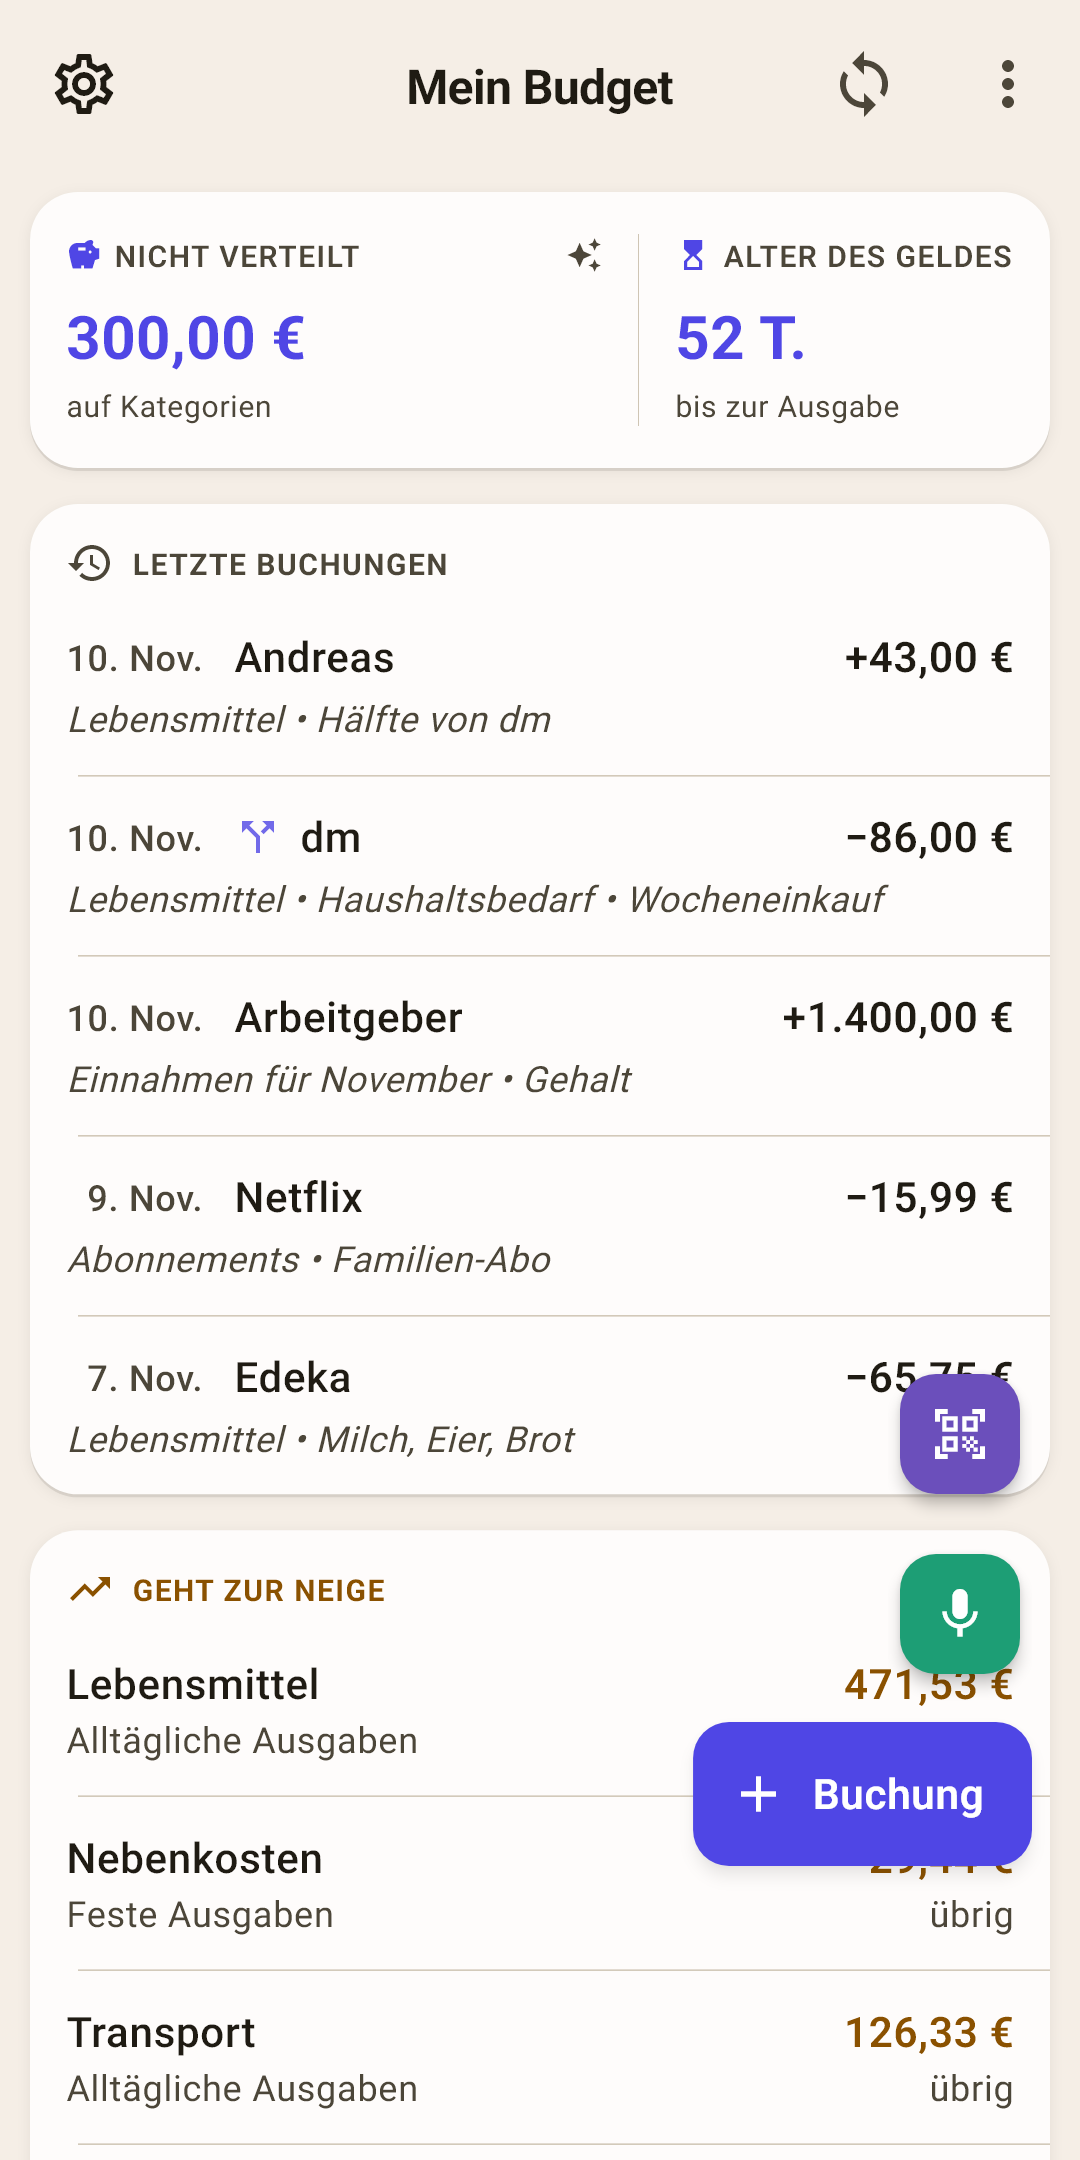 Mein Budget
NICHT VERTEILT
300,00 €
auf Kategorien
ALTER DES GELDES
52 T.
bis zur Ausgabe
LETZTE BUCHUNGEN
10. Nov. Andreas +43,00 €
Lebensmittel • Hälfte von dm
10. Nov. dm −86,00 €
Lebensmittel • Haushaltsbedarf • Wocheneinkauf
10. Nov. Arbeitgeber +1.400,00 €
Einnahmen für November • Gehalt
9. Nov. Netflix −15,99 €
Abonnements • Familien-Abo
7. Nov. Edeka −65,75 €
Lebensmittel • Milch, Eier, Brot
GEHT ZUR NEIGE
Lebensmittel 471,53 €
Alltägliche Ausgaben
+ Buchung
Nebenkosten
Feste Ausgaben übrig
Transport 126,33 €
Alltägliche Ausgaben übrig